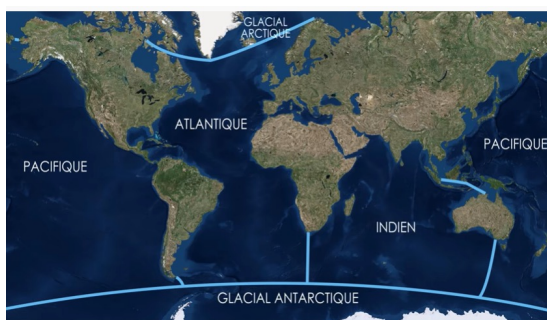 GLACIAL
ARCTIQUE
ATLANTIQUE
PACIFIQUE
PACIFIQUE
INDIEN
GLACIAL ANTARCTIQUE